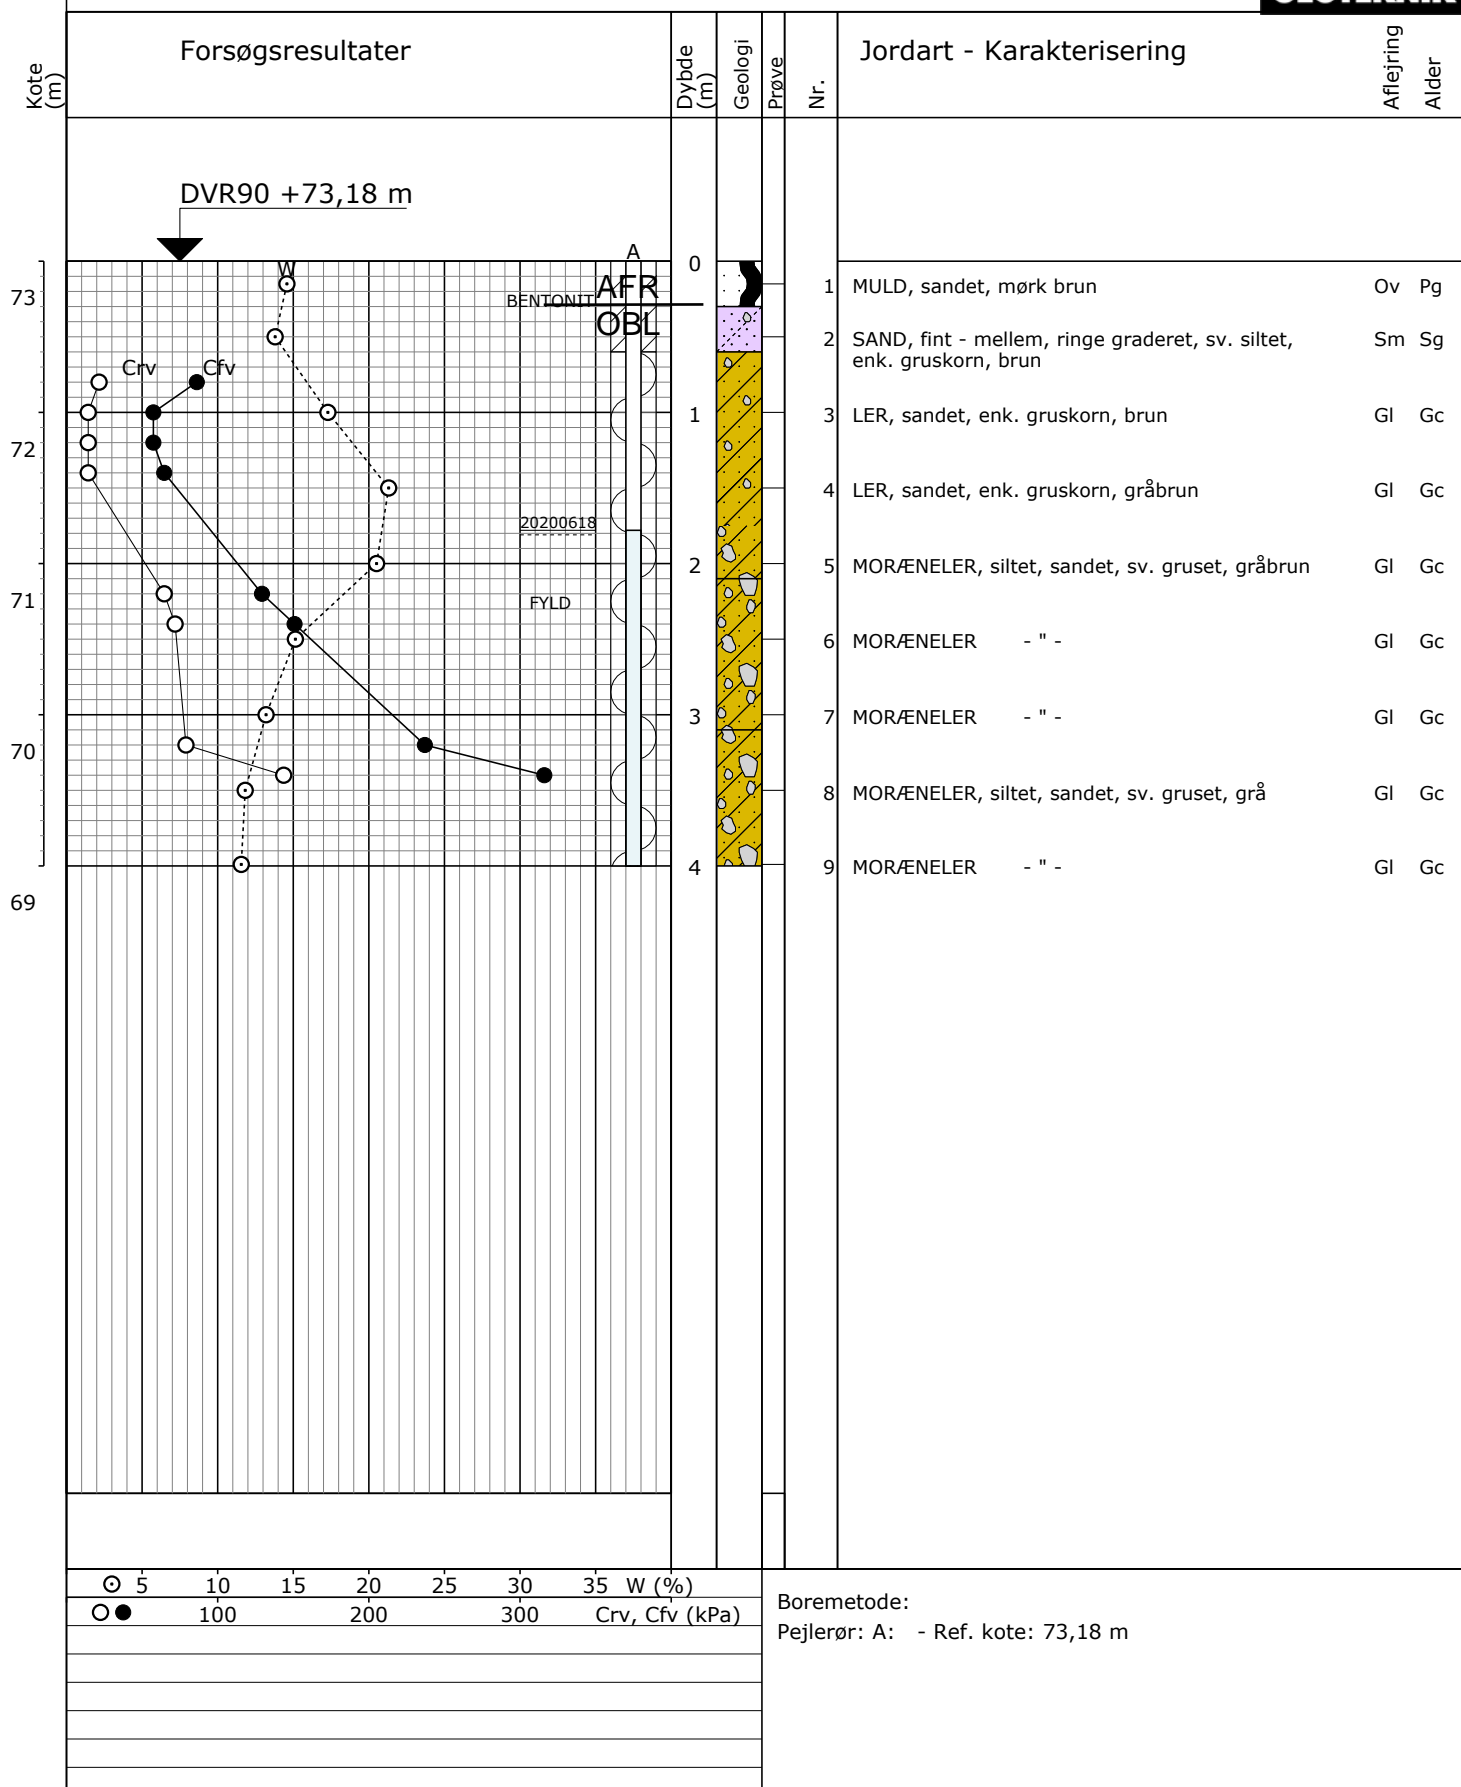 Forsøgsresultater
Jordart - Karakterisering
Kote (m)
Dybde (m)
Geologi
Prøve
Nr.
Aflejring
Alder
DVR90 +73,18 m
A
W
0
AFR
73
BENTONIT
1 MULD, sandet, mørk brun Ov Pg
OBL
2 SAND, fint - mellem, ringe graderet, sv. siltet, Sm Sg
enk. gruskorn, brun
Crv Cfv
1
3 LER, sandet, enk. gruskorn, brun Gl Gc
72
4 LER, sandet, enk. gruskorn, gråbrun Gl Gc
20200618
2
5 MORÆNELER, siltet, sandet, sv. gruset, gråbrun Gl Gc
71
FYLD
6 MORÆNELER - " - Gl Gc
3
7 MORÆNELER - " - Gl Gc
70
8 MORÆNELER, siltet, sandet, sv. gruset, grå Gl Gc
4
9 MORÆNELER - " - Gl Gc
69
5 10 15 20 25 30 35 W (%)
100 200 300 Crv, Cfv (kPa)
Boremetode:
Pejlerør: A: - Ref. kote: 73,18 m